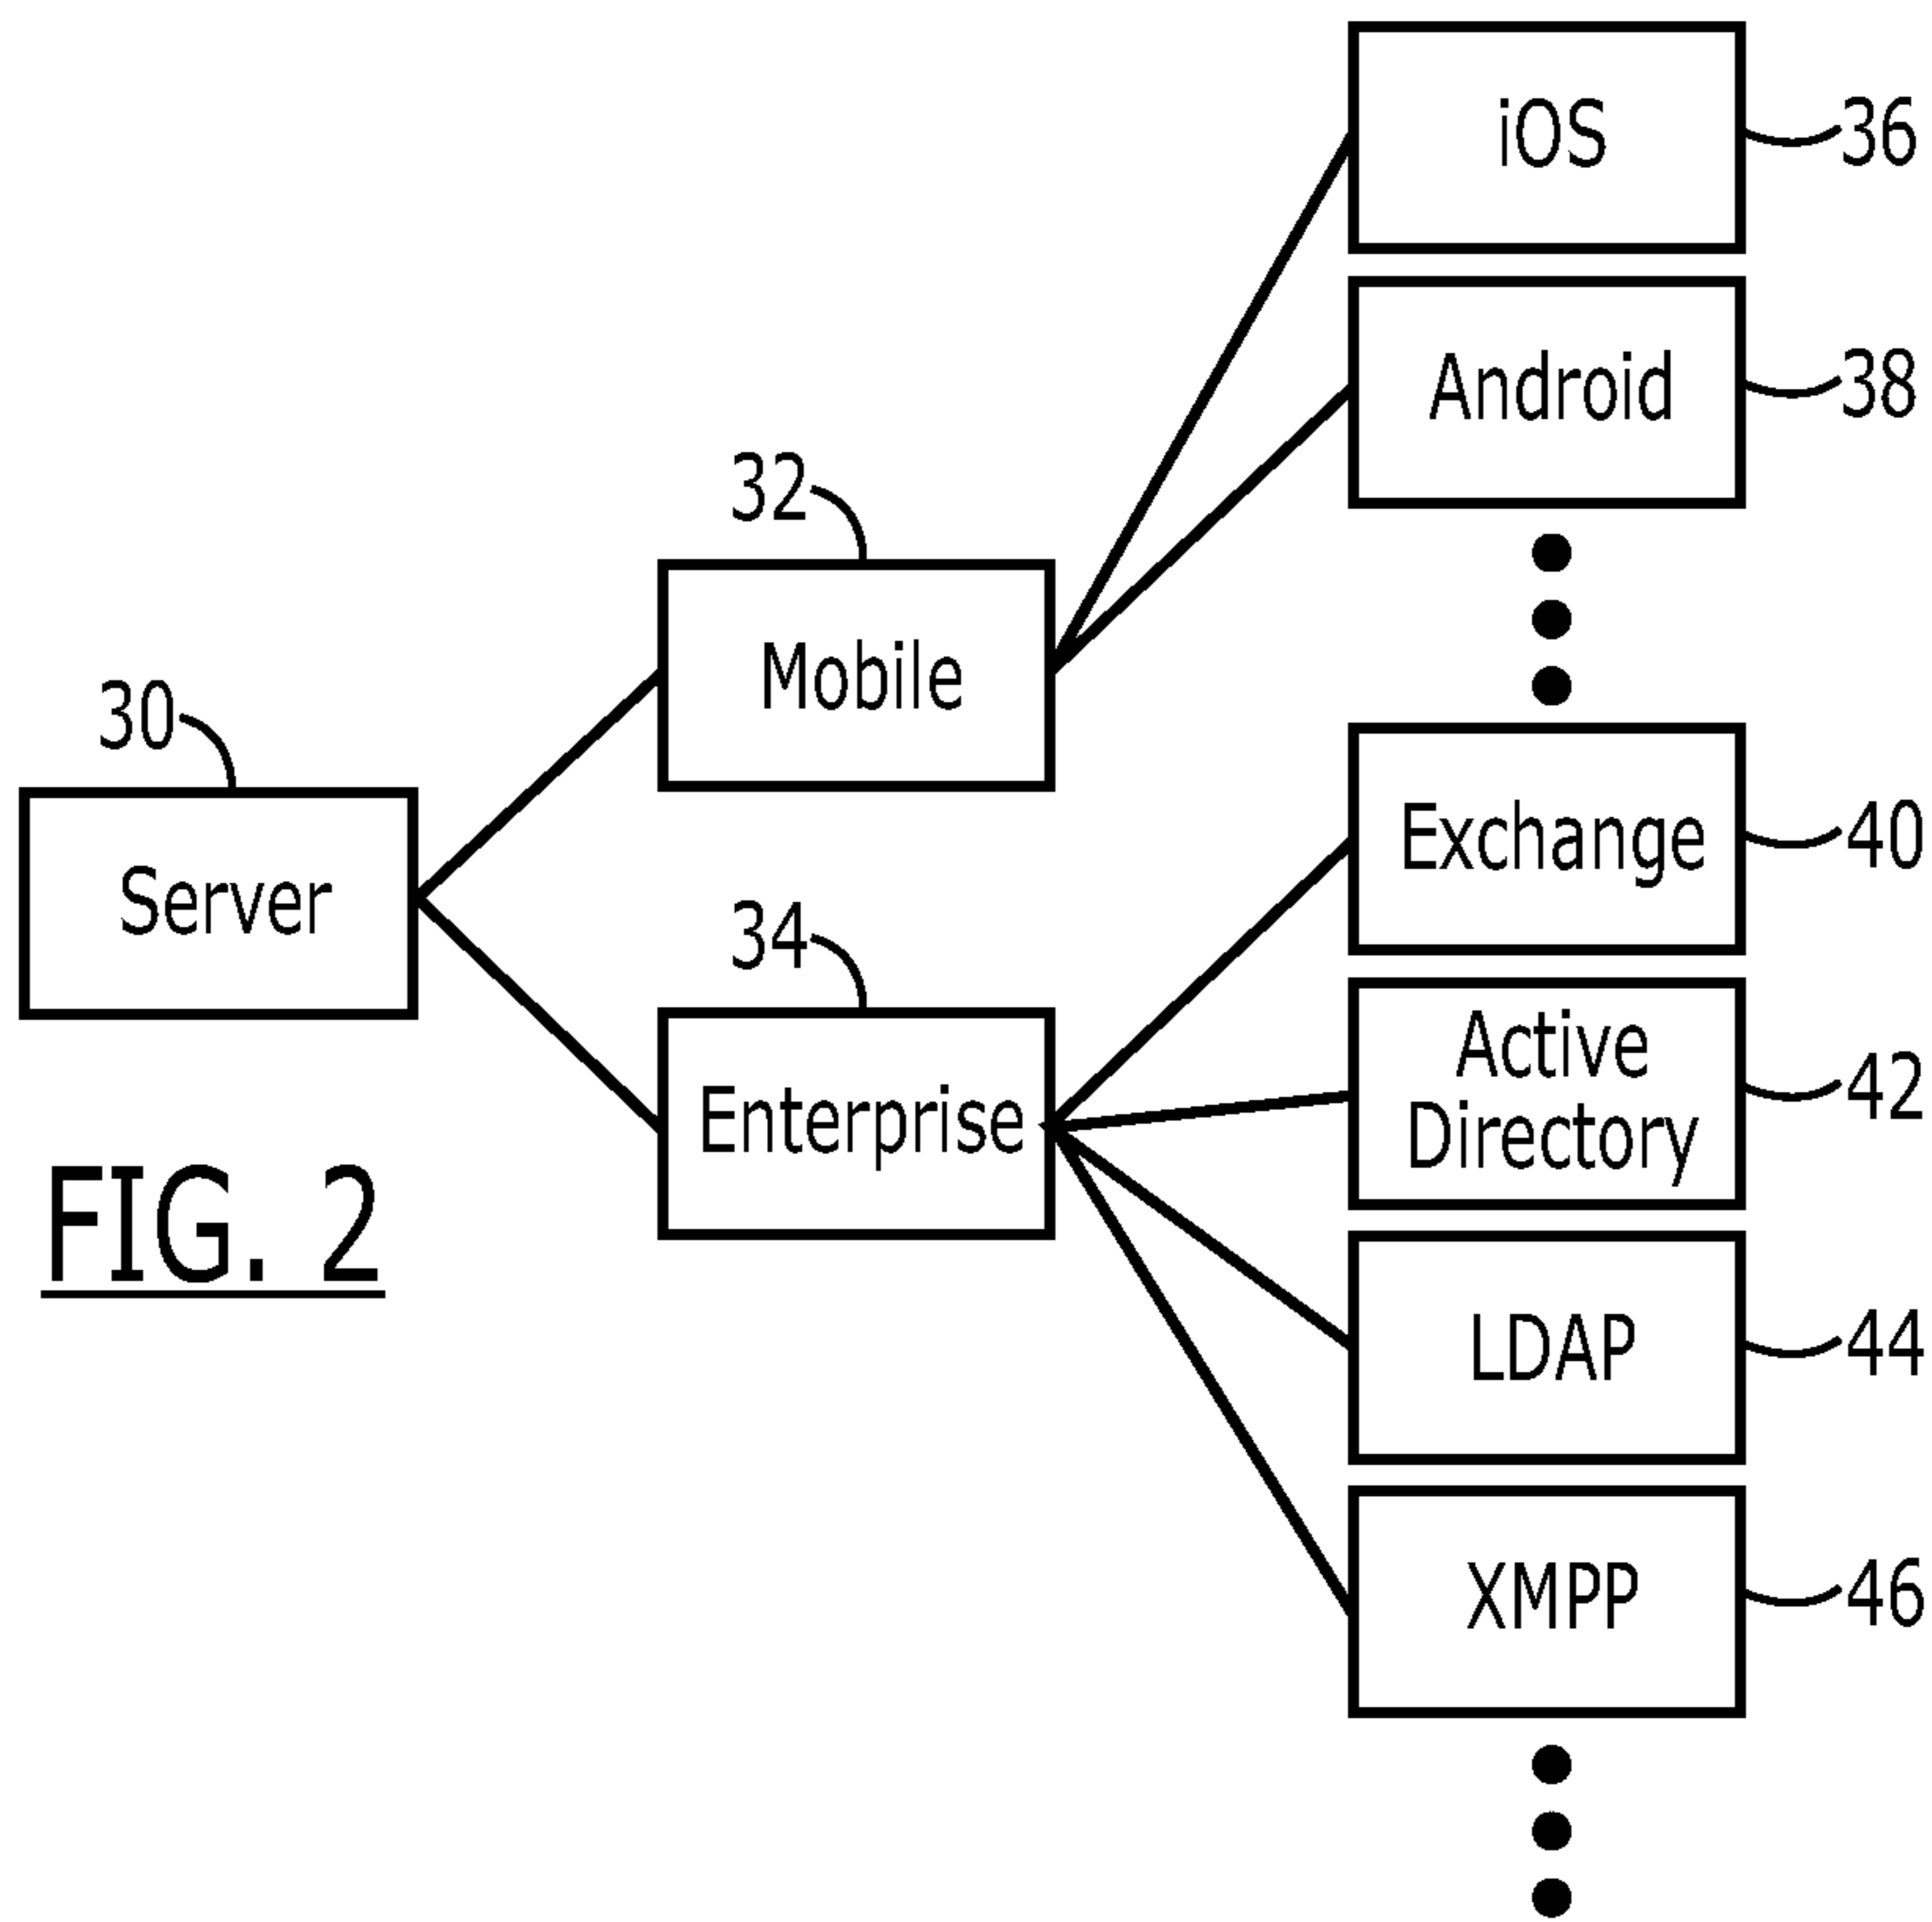 iOS
36
Android
38
32
Mobile
30
Server
Exchange
40
34
Enterprise
Active
Directory
42
FIG. 2
LDAP
44
XMPP
46